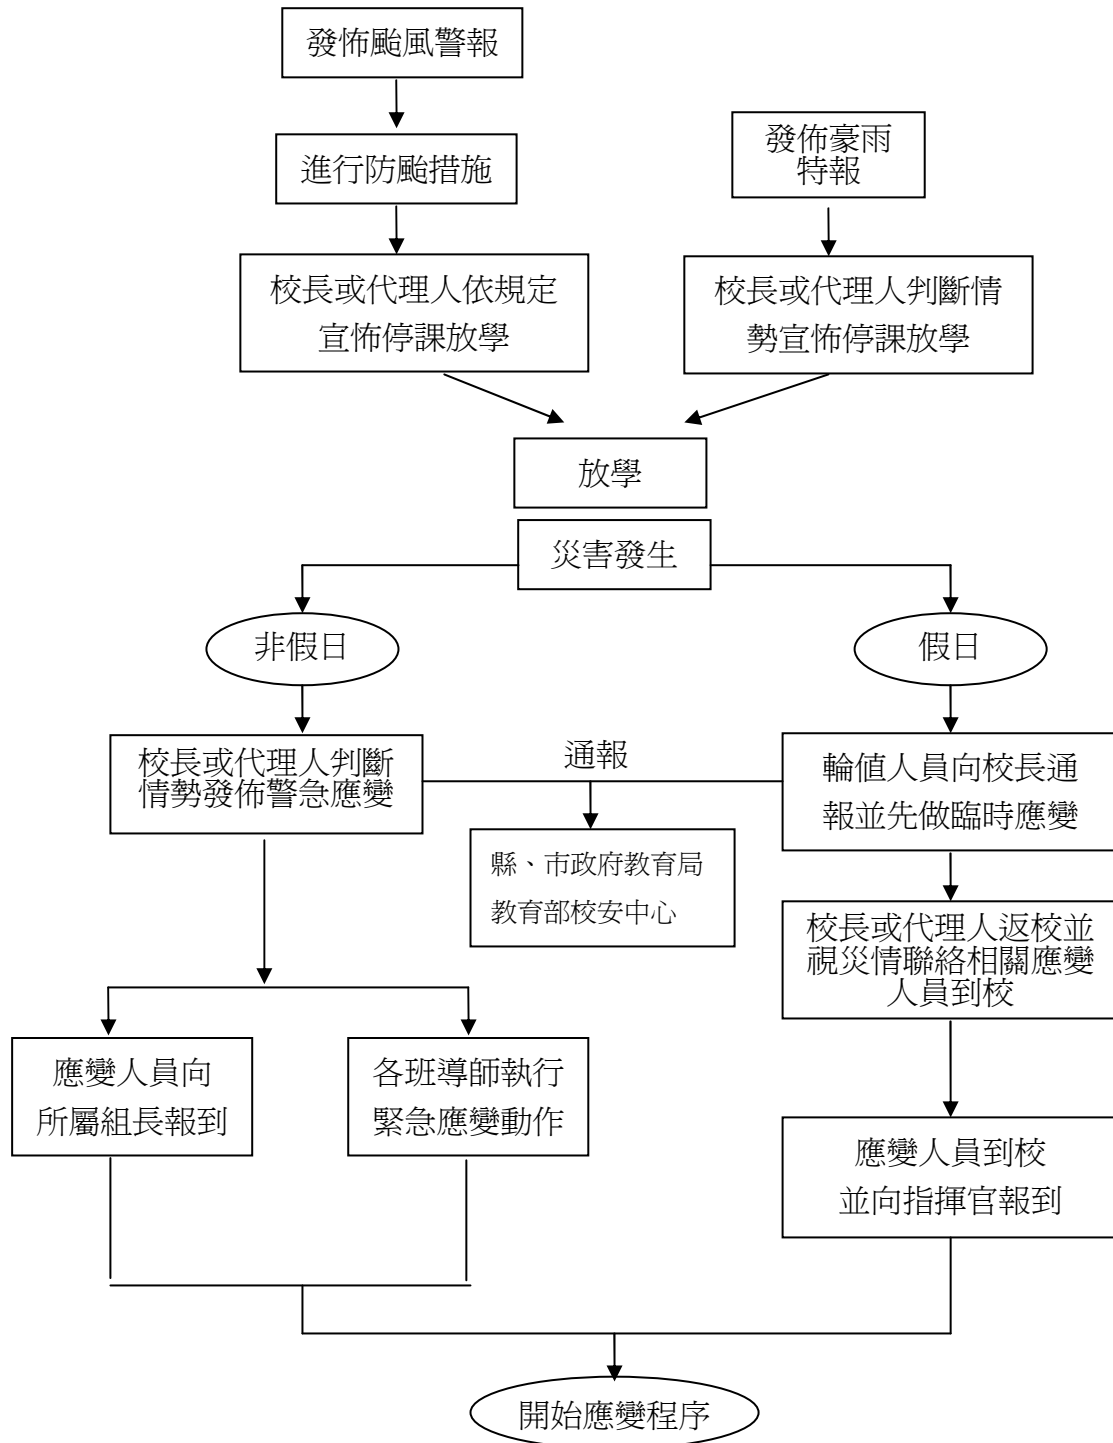 發怖颱風警報
進行防颱措施
發佈豪雨
特報
校長或代理人依規定
宣怖停課放學
校長或代理人判斷情
勢宣怖停課放學
放學
災害發生
非假日
假日
校長或代理人判斷
情勢發佈警急應變
通報
輪值人員向校長通
報並先做臨時應變
縣、市政府教育局
教育部校安中心
校長或代理人返校並
視災情聯絡相關應變
人員到校
應變人員向
所屬組長報到
各班導師執行
緊急應變動作
應變人員到校
並向指揮官報到
開始應變程序